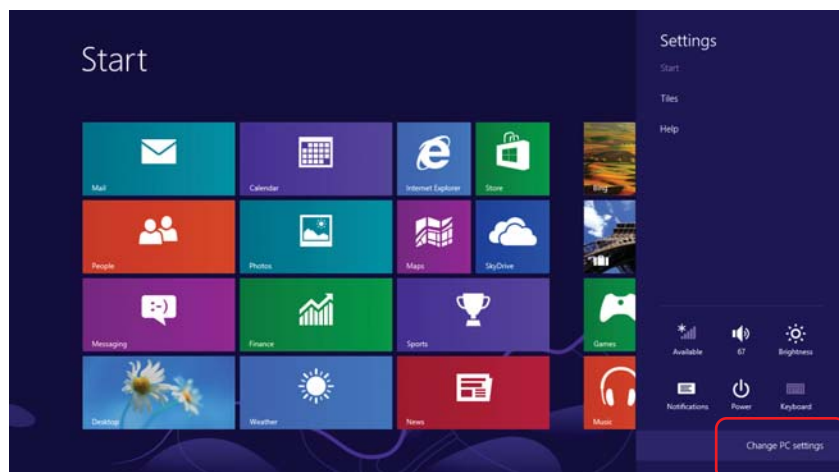 Start
Mail
Calendar
Internet Explorer
Store
Bing
People
Photos
Maps
SkyDrive
Messaging
Finance
Sports
Games
Desktop
Weather
News
Music
Settings
Start
Tiles
Help
Available
67
Brightness
Notifications
Power
Keyboard
Change PC settings